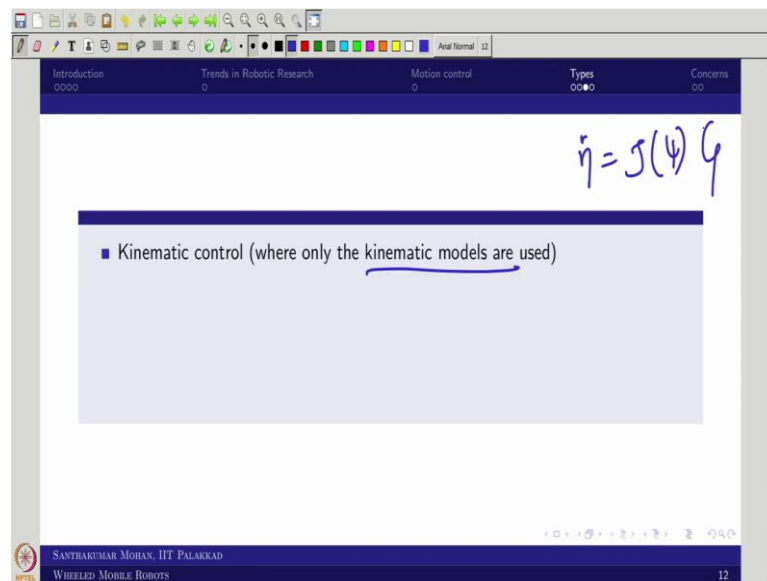 Arial Normal 12
Introduction Trends in Robotic Research Motion control Types Concerns
η̇ = J(ψ) ζ
Kinematic control (where only the kinematic models are used)
SANTHAKUMAR MOHAN, IIT PALAKKAD
WHEELED MOBILE ROBOTS 12
NPTEL